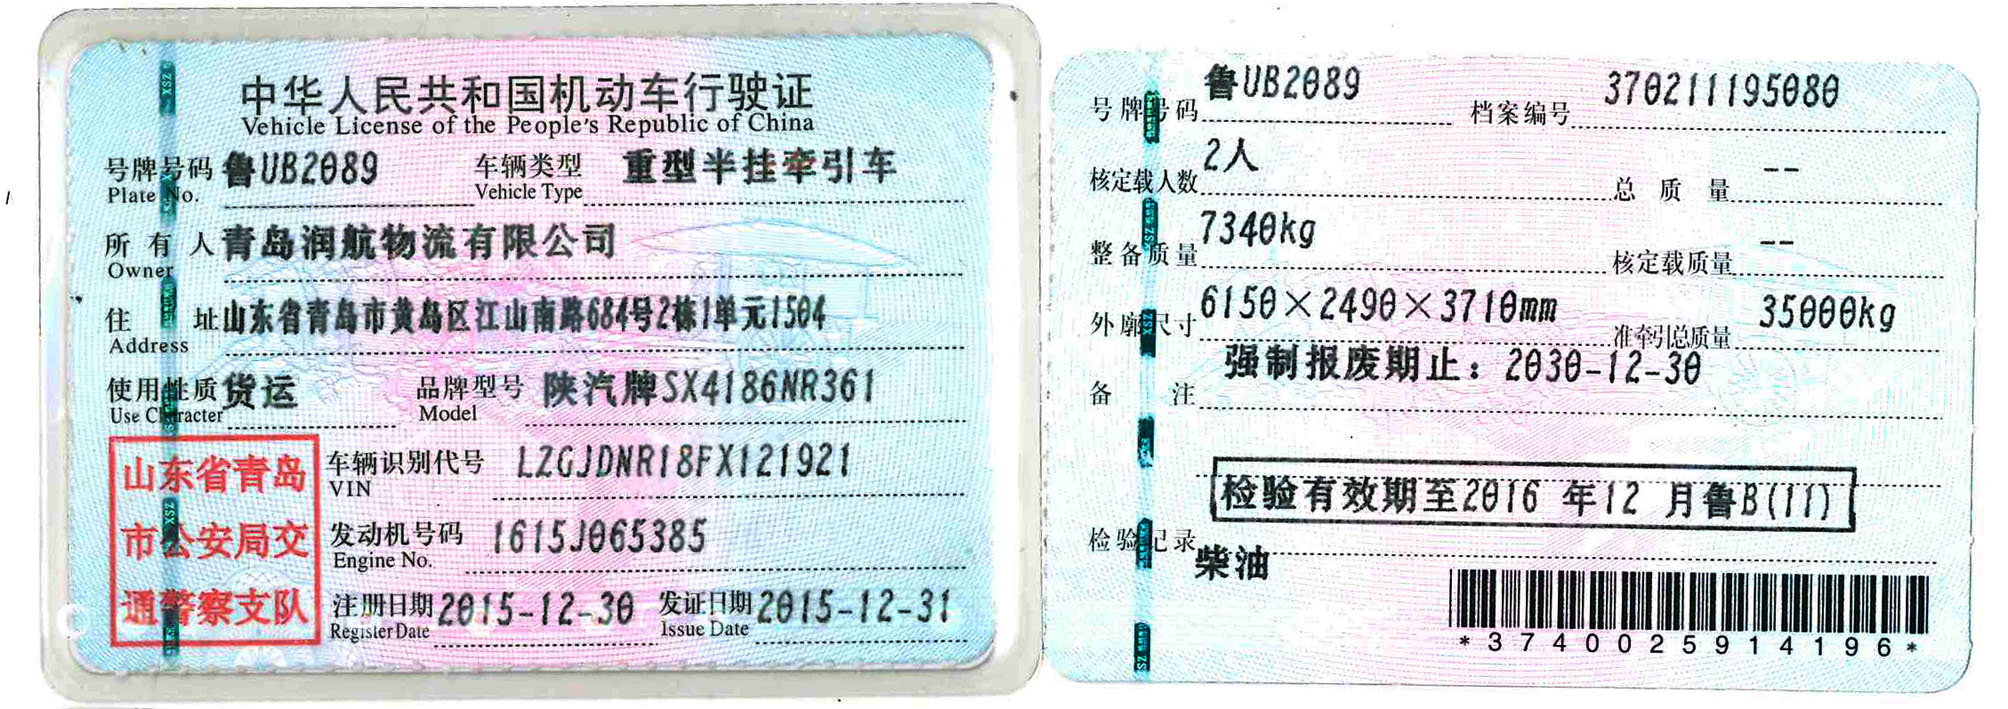 中华人民共和国机动车行驶证
Vehicle License of the People's Republic of China
号牌号码 鲁UB2089 车辆类型 重型半挂牵引车
Plate No. Vehicle Type
所有人 青岛润航物流有限公司
Owner
住址 山东省青岛市黄岛区江山南路684号2栋1单元1504
Address
使用性质 货运 品牌型号 陕汽牌SX4186NR361
Use Character Model
山东省青岛
市公安局交
通警察支队
车辆识别代号 LZGJDNR18FX121921
VIN
发动机号码 1615J065385
Engine No.
注册日期 2015-12-30 发证日期 2015-12-31
Register Date Issue Date
号牌号码 鲁UB2089 档案编号 370211195080
核定载人数 2人 总质量 --
整备质量 7340kg 核定载质量 --
外廓尺寸 6150×2490×3710mm 准牵引总质量 35000kg
备注 强制报废期止：2030-12-30
检验有效期至2016 年12 月鲁B(11)
检验记录
柴油
*3740025914196*